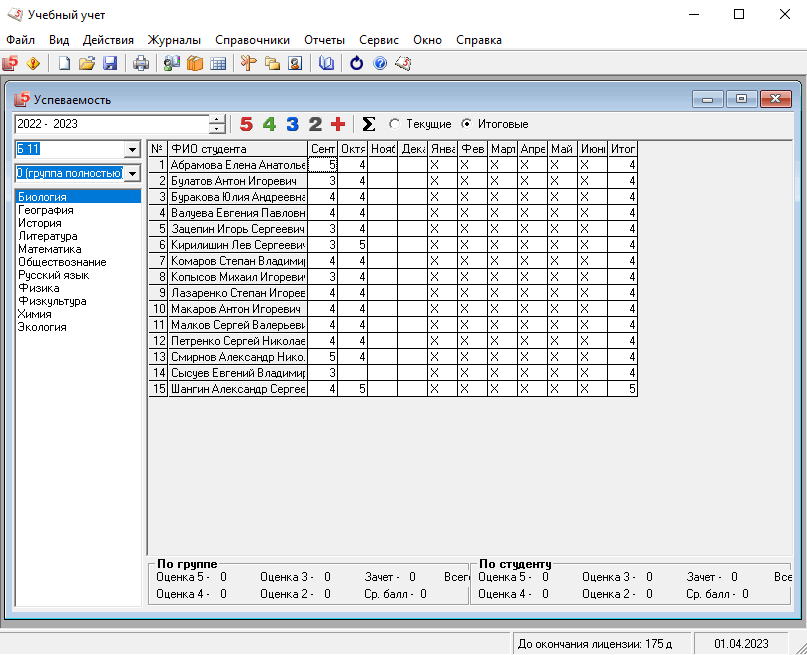 Учебный учет
Файл Вид Действия Журналы Справочники Отчеты Сервис Окно Справка
Успеваемость
2022 - 2023 5 4 3 2 + Σ Текущие Итоговые
Б 11
0 (группа полностью)
Биология
География
История
Литература
Математика
Обществознание
Русский язык
Физика
Физкультура
Химия
Экология
№ ФИО студента Сент Октя Нояб Дека Янва Фев Март Апре Май Июн Итог
1 Абрамова Елена Анатолье 5 4 X X X X X X 4
2 Булатов Антон Игоревич 3 4 X X X X X X 4
3 Буракова Юлия Андреевна 4 4 X X X X X X 4
4 Валуева Евгения Павловн 4 4 X X X X X X 4
5 Зацепин Игорь Сергеевич 3 4 X X X X X X 4
6 Кирилишин Лев Сергеевич 3 5 X X X X X X 4
7 Комаров Степан Владими 4 4 X X X X X X 4
8 Копысов Михаил Игореви 3 4 X X X X X X 4
9 Лазаренко Степан Игорев 4 4 X X X X X X 4
10 Макаров Антон Игоревич 4 4 X X X X X X 4
11 Малков Сергей Валерьеви 4 4 X X X X X X 4
12 Петренко Сергей Николае 4 4 X X X X X X 4
13 Смирнов Александр Нико. 5 4 X X X X X X 4
14 Сысуев Евгений Владимир 3 X X X X X X 4
15 Шангин Александр Сергее 4 5 X X X X X X 5
По группе
Оценка 5 - 0 Оценка 3 - 0 Зачет - 0 Всег
Оценка 4 - 0 Оценка 2 - 0 Ср. балл - 0
По студенту
Оценка 5 - 0 Оценка 3 - 0 Зачет - 0 Все
Оценка 4 - 0 Оценка 2 - 0 Ср. балл - 0
До окончания лицензии: 175 д 01.04.2023